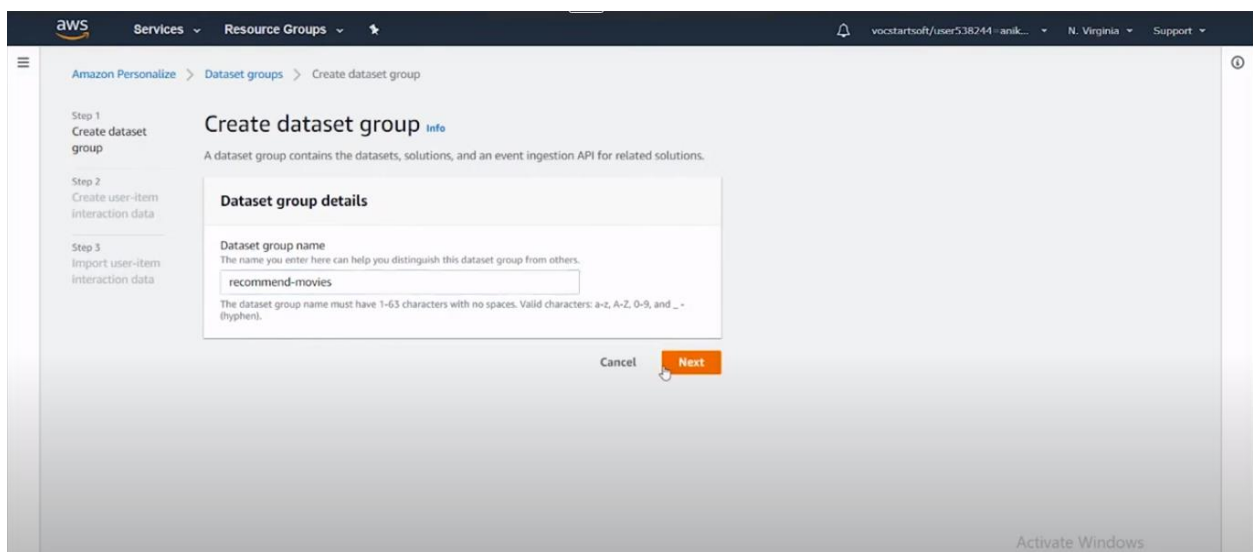 aws
Services
Resource Groups
vocstartsoft/user538244=anik...
N. Virginia
Support
Amazon Personalize > Dataset groups > Create dataset group
Step 1
Create dataset
group
Step 2
Create user-item
interaction data
Step 3
Import user-item
interaction data
Create dataset group Info
A dataset group contains the datasets, solutions, and an event ingestion API for related solutions.
Dataset group details
Dataset group name
The name you enter here can help you distinguish this dataset group from others.
recommend-movies
The dataset group name must have 1-63 characters with no spaces. Valid characters: a-z, A-Z, 0-9, and _ -
(hyphen).
Cancel
Next
Activate Windows